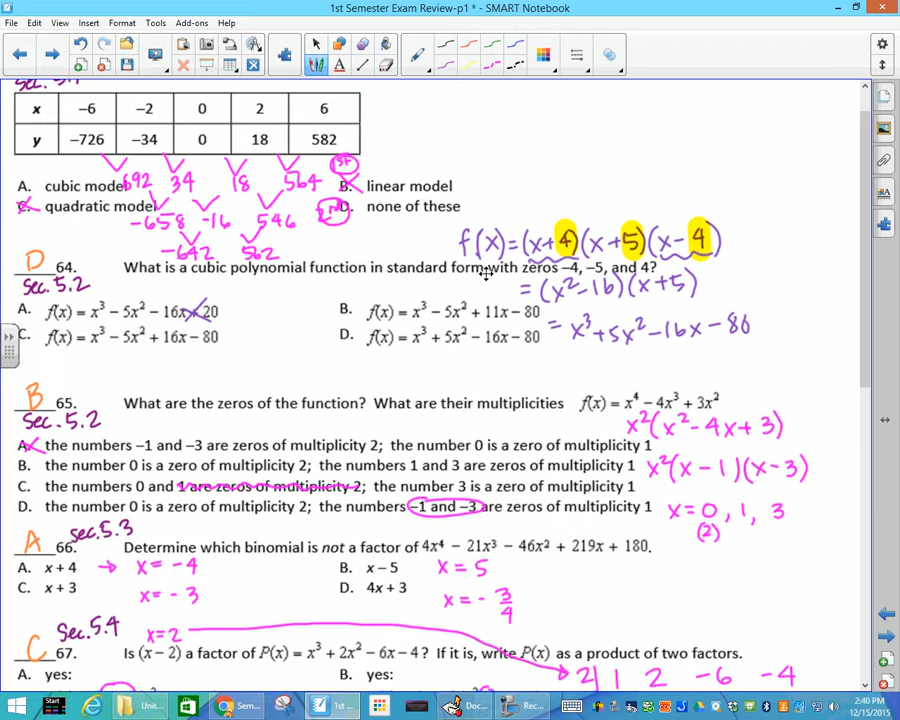 1st Semester Exam Review-p1 * - SMART Notebook
File Edit View Insert Format Tools Add-ons Help
Sec. 5.1
x −6 −2 0 2 6
y −726 −34 0 18 582
692 34 18 564 1st
A. cubic model B. linear model
C. quadratic model D. none of these
-658 -16 546 2nd
-642 562
f(x)=(x+4)(x+5)(x-4)
D 64. What is a cubic polynomial function in standard form with zeros −4, −5, and 4?
Sec. 5.2
= (x²-16)(x+5)
A. f(x) = x³ − 5x² − 16x + 20 B. f(x) = x³ − 5x² + 11x − 80
= x³+5x²-16x-80
C. f(x) = x³ − 5x² + 16x − 80 D. f(x) = x³ + 5x² − 16x − 80
B 65. What are the zeros of the function? What are their multiplicities f(x) = x⁴ − 4x³ + 3x²
Sec. 5.2
x²(x²-4x+3)
A. the numbers −1 and −3 are zeros of multiplicity 2; the number 0 is a zero of multiplicity 1
B. the number 0 is a zero of multiplicity 2; the numbers 1 and 3 are zeros of multiplicity 1
x²(x-1)(x-3)
C. the numbers 0 and 1 are zeros of multiplicity 2; the number 3 is a zero of multiplicity 1
D. the number 0 is a zero of multiplicity 2; the numbers −1 and −3 are zeros of multiplicity 1
x=0, 1, 3
(2)
Sec. 5.3
A 66. Determine which binomial is not a factor of 4x⁴ − 21x³ − 46x² + 219x + 180.
A. x + 4 → x=-4 B. x − 5 x=5
C. x + 3 x=-3 D. 4x + 3 x=-3/4
Sec. 5.4 x=2
C 67. Is (x − 2) a factor of P(x) = x³ + 2x² − 6x − 4? If it is, write P(x) as a product of two factors.
A. yes: B. yes:
2| 1 2 -6 -4
Start Unit... Sem... 1st ... Doc... Rec...
2:40 PM
12/15/2015